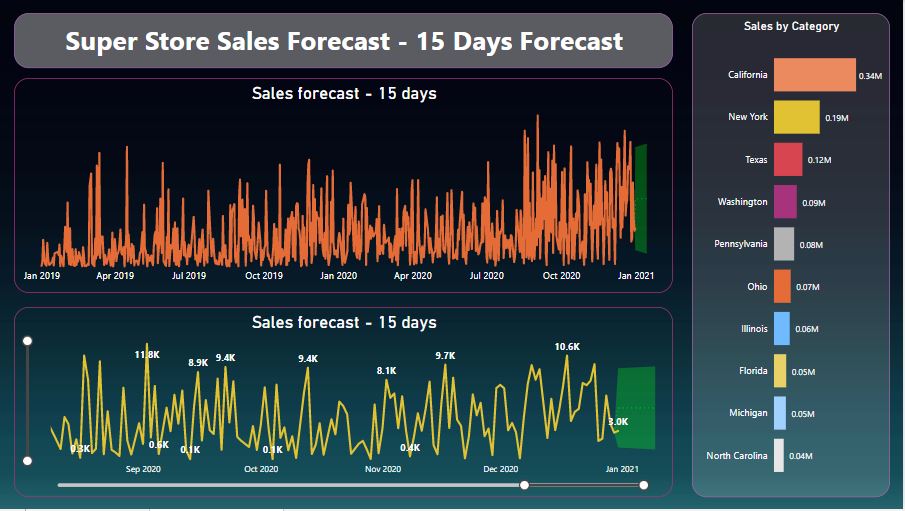 Super Store Sales Forecast - 15 Days Forecast
Sales forecast - 15 days
Jan 2019 Apr 2019 Jul 2019 Oct 2019 Jan 2020 Apr 2020 Jul 2020 Oct 2020 Jan 2021
Sales forecast - 15 days
11.8K 8.9K 9.4K 9.4K 8.1K 9.7K 10.6K
0.3K 0.6K 0.1K 0.1K 0.4K 3.0K
Sep 2020 Oct 2020 Nov 2020 Dec 2020 Jan 2021
Sales by Category
California 0.34M
New York 0.19M
Texas 0.12M
Washington 0.09M
Pennsylvania 0.08M
Ohio 0.07M
Illinois 0.06M
Florida 0.05M
Michigan 0.05M
North Carolina 0.04M